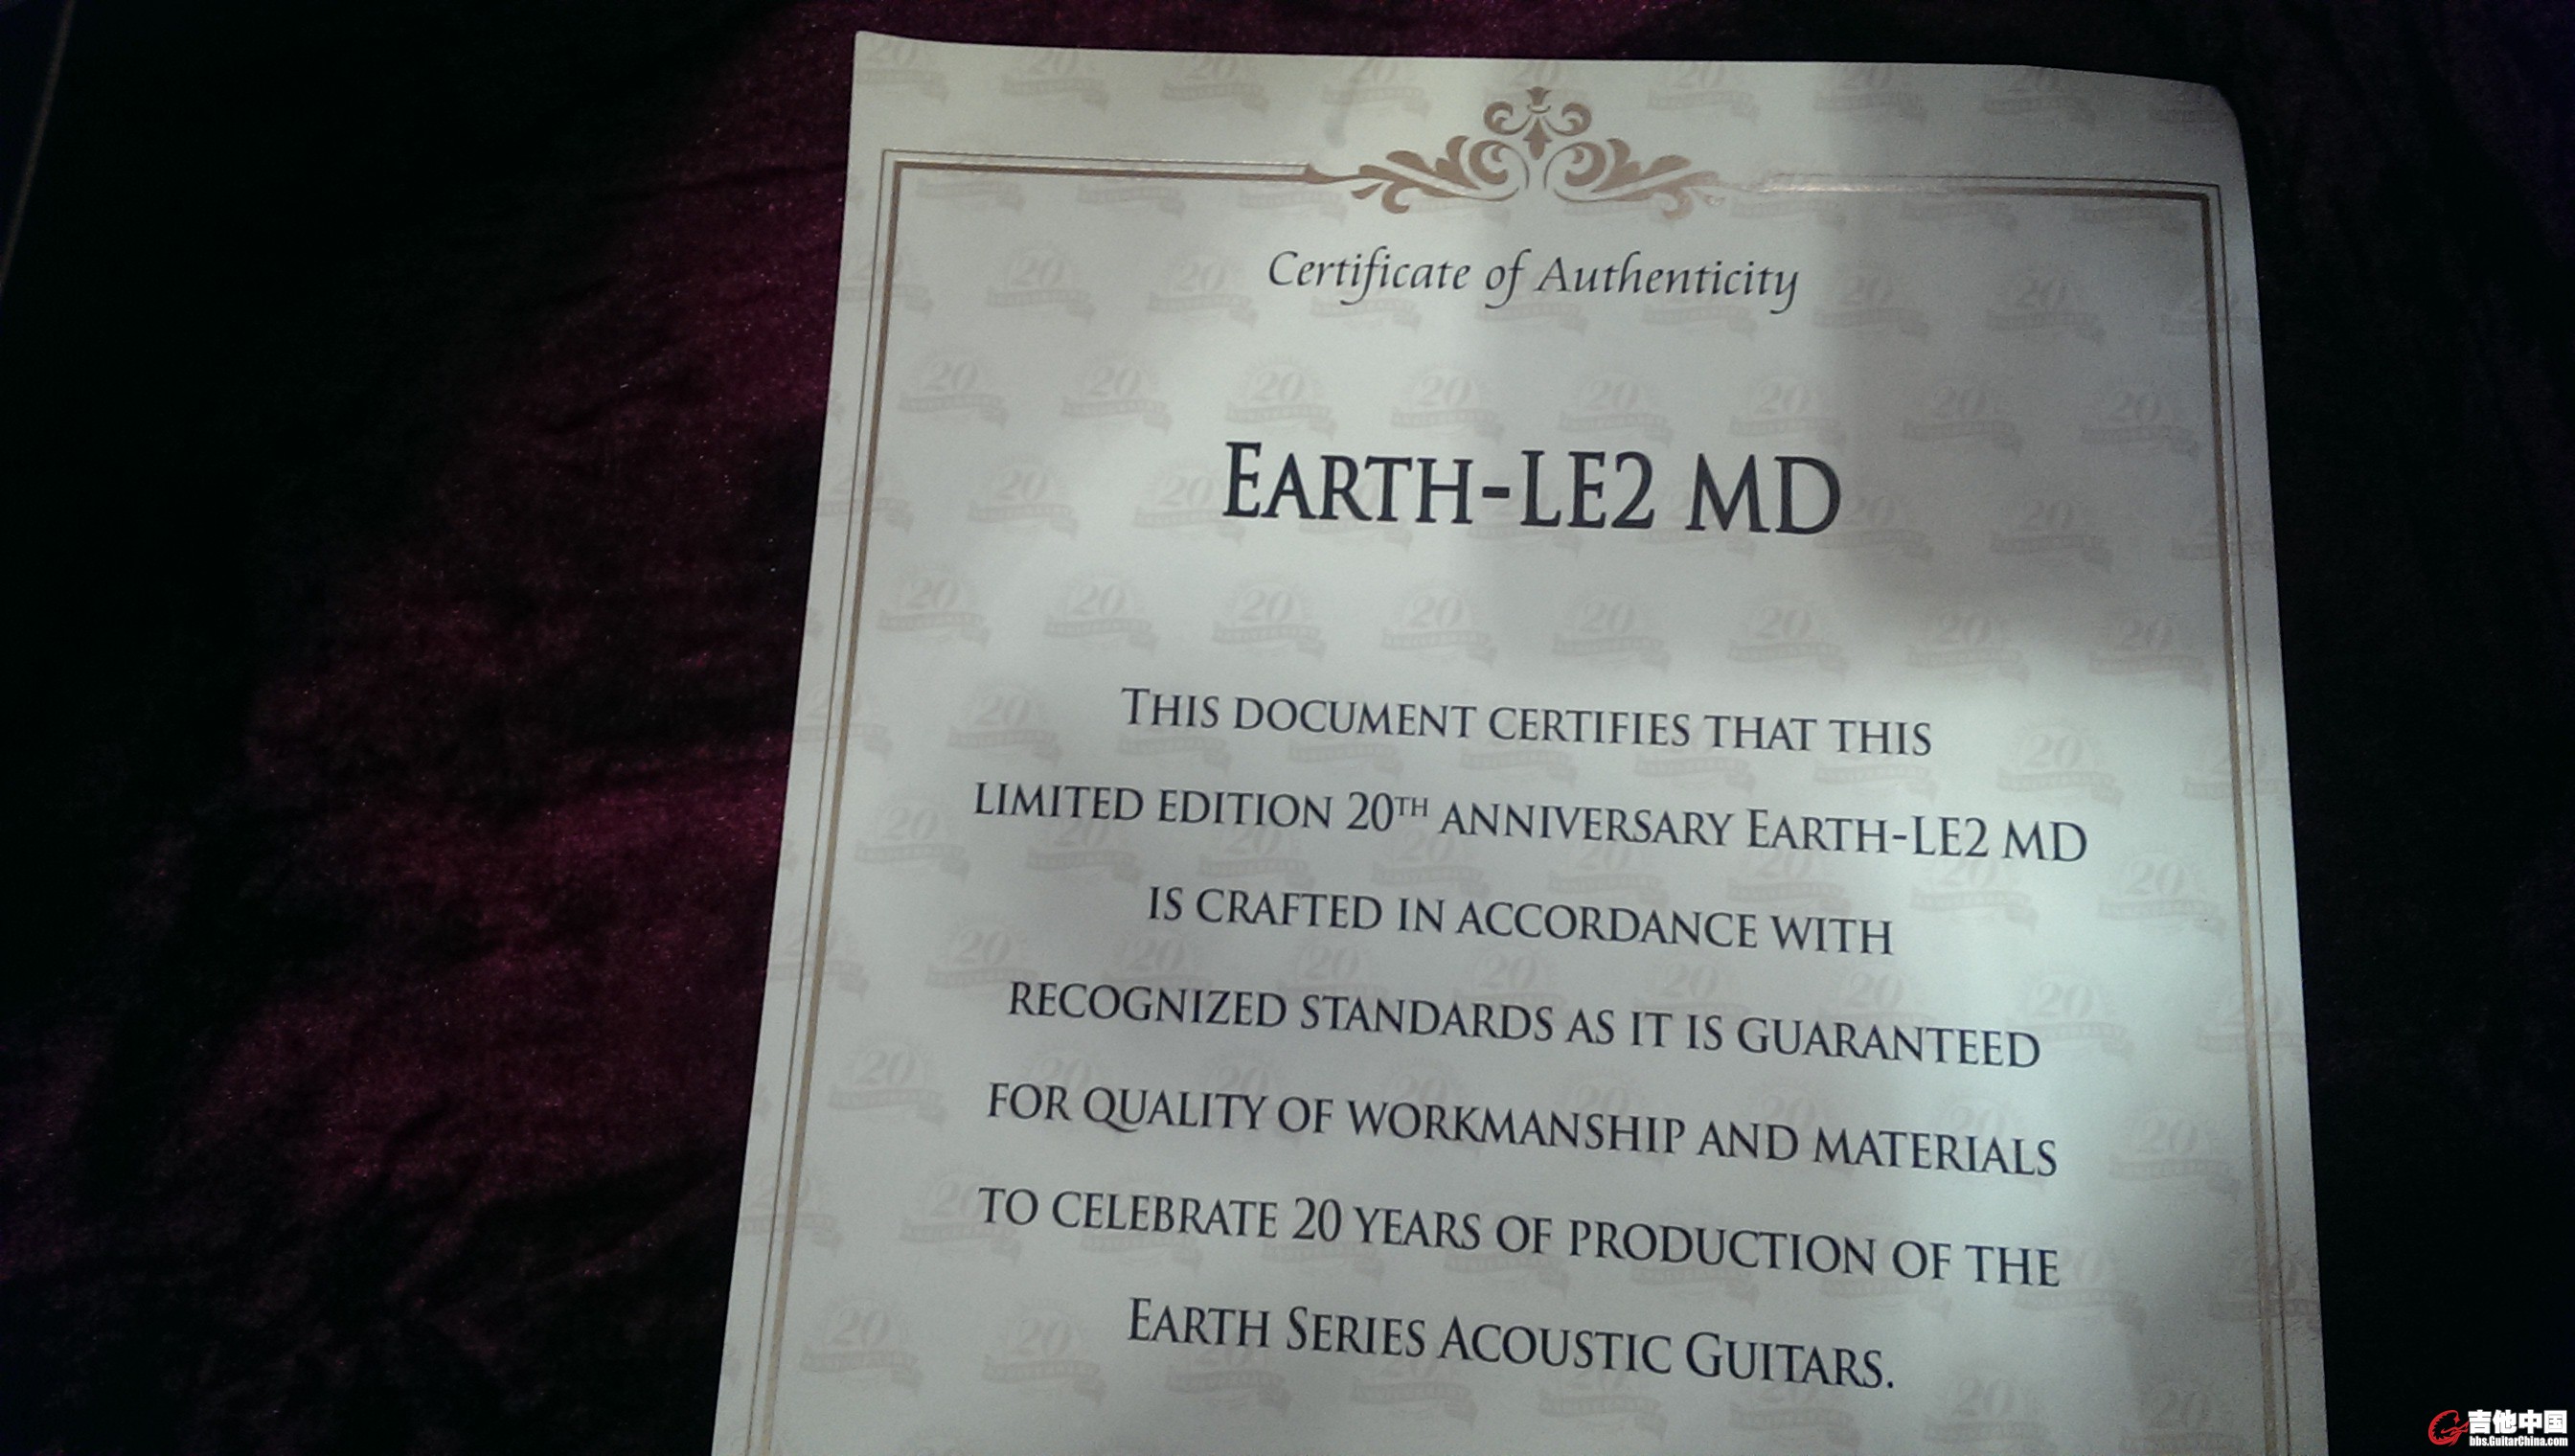 Certificate of Authenticity
EARTH-LE2 MD
THIS DOCUMENT CERTIFIES THAT THIS
LIMITED EDITION 20TH ANNIVERSARY EARTH-LE2 MD
IS CRAFTED IN ACCORDANCE WITH
RECOGNIZED STANDARDS AS IT IS GUARANTEED
FOR QUALITY OF WORKMANSHIP AND MATERIALS
TO CELEBRATE 20 YEARS OF PRODUCTION OF THE
EARTH SERIES ACOUSTIC GUITARS.
吉他中国
bbs.GuitarChina.com